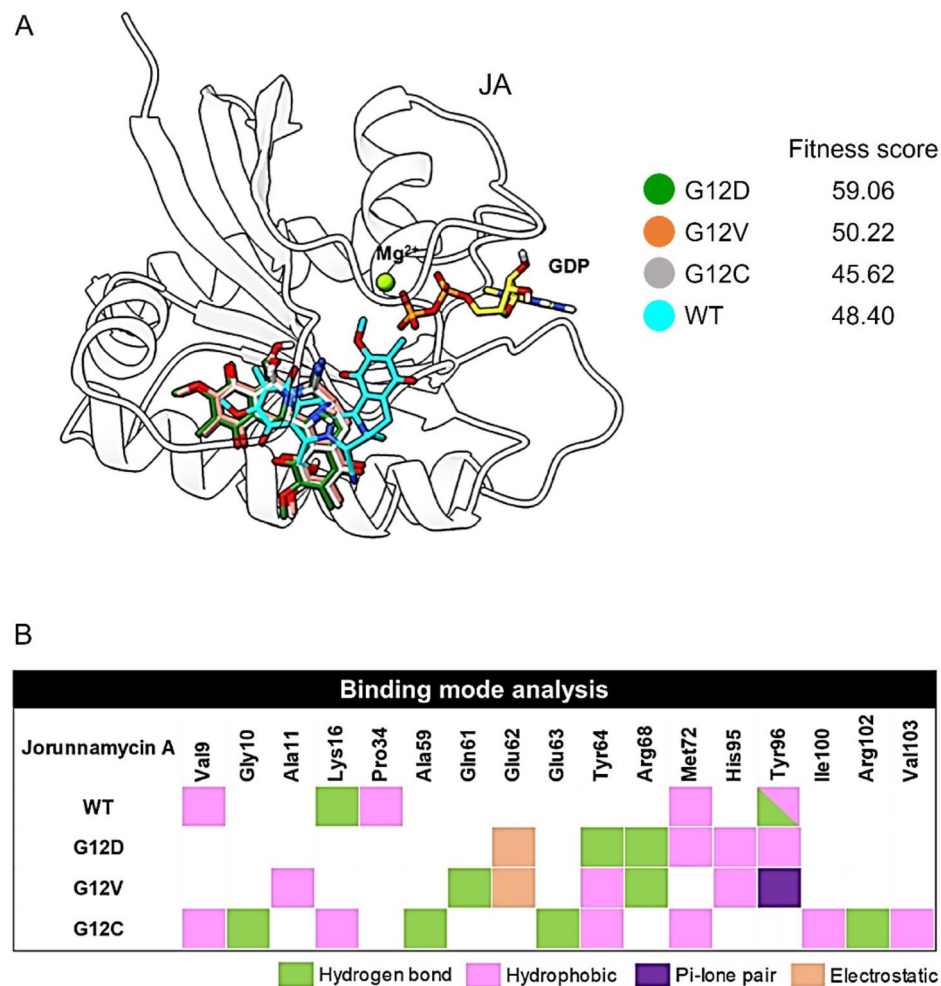 A
JA
Fitness score
G12D 59.06
G12V 50.22
G12C 45.62
WT 48.40
Mg2+
GDP
B
Binding mode analysis
Jorunnamycin A Val9 Gly10 Ala11 Lys16 Pro34 Ala59 Gln61 Glu62 Glu63 Tyr64 Arg68 Met72 His95 Tyr96 Ile100 Arg102 Val103
WT
G12D
G12V
G12C
Hydrogen bond Hydrophobic Pi-lone pair Electrostatic